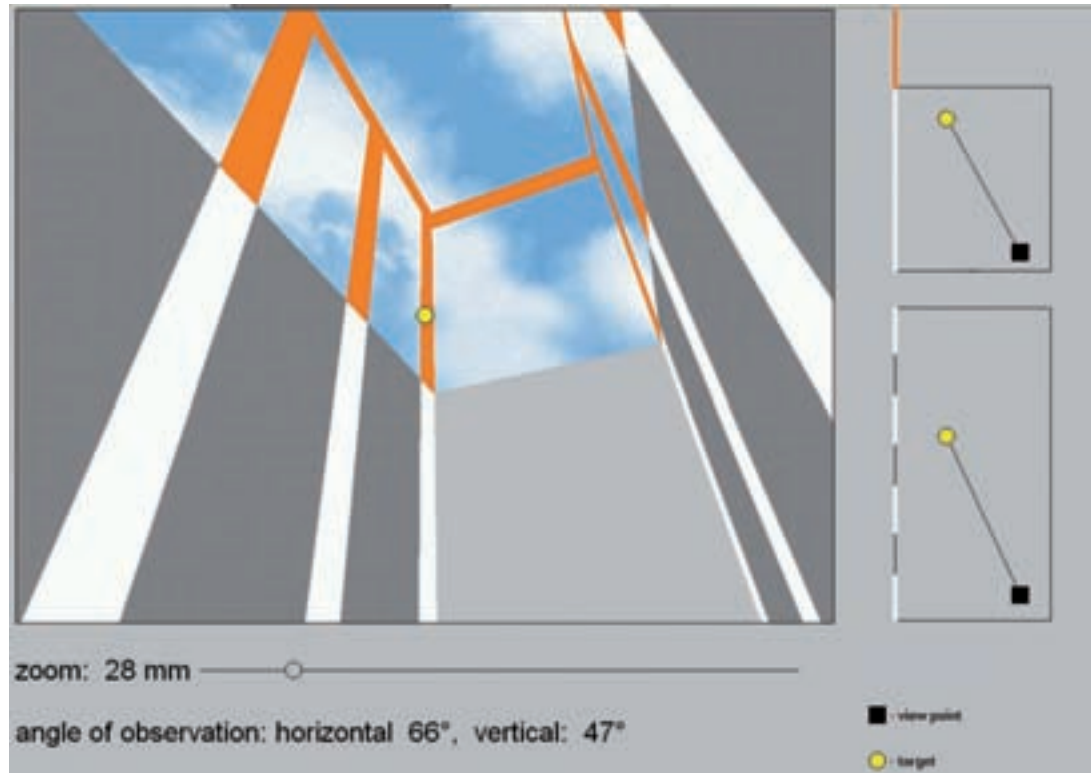 zoom: 28 mm
angle of observation: horizontal 66°, vertical: 47°
- view point
- target